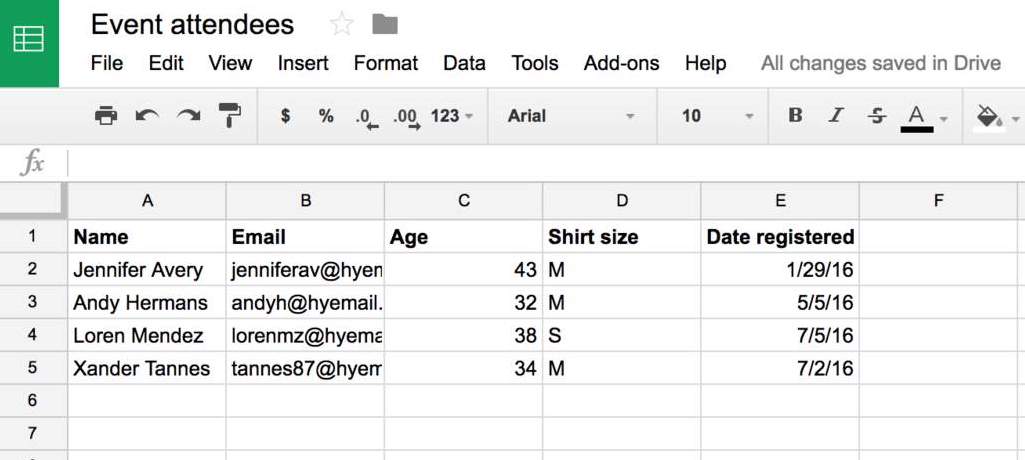 Event attendees
File Edit View Insert Format Data Tools Add-ons Help All changes saved in Drive
$ % .0 .00 123 Arial 10 B I S A
fx
A B C D E F
1 Name Email Age Shirt size Date registered
2 Jennifer Avery jenniferav@hyem 43 M 1/29/16
3 Andy Hermans andyh@hyemail. 32 M 5/5/16
4 Loren Mendez lorenmz@hyema 38 S 7/5/16
5 Xander Tannes tannes87@hyem 34 M 7/2/16
6
7